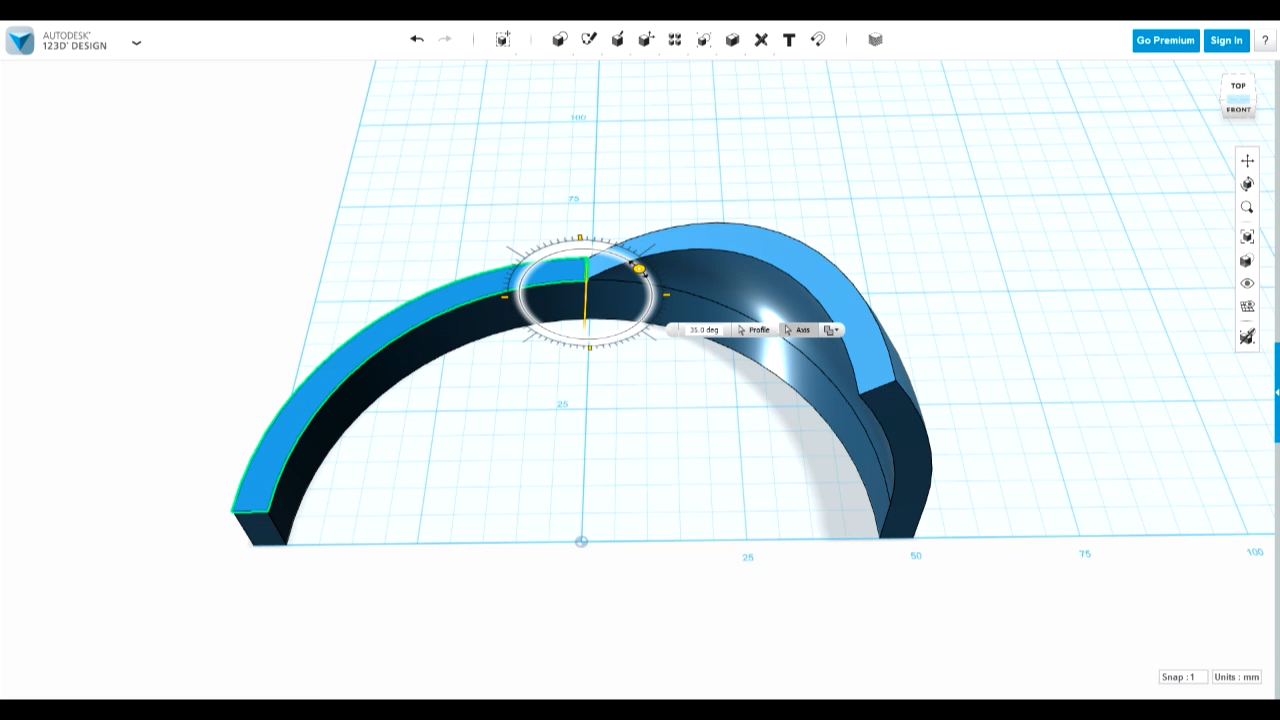 AUTODESK®
123D® DESIGN
Go Premium
Sign In
?
TOP
FRONT
100
75
35.0 deg
Profile
Axis
25
25
50
75
100
Snap : 1
Units : mm